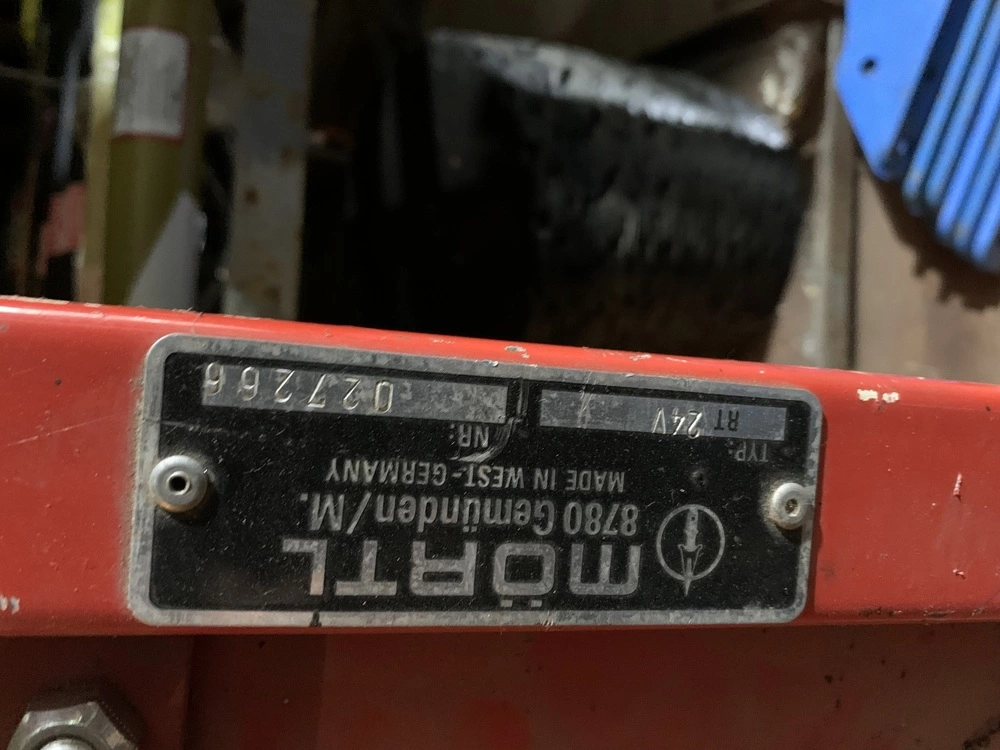 MÖRTL
8780 Gemünden/M.
MADE IN WEST-GERMANY
TYP: NR:
RT 24V 027266